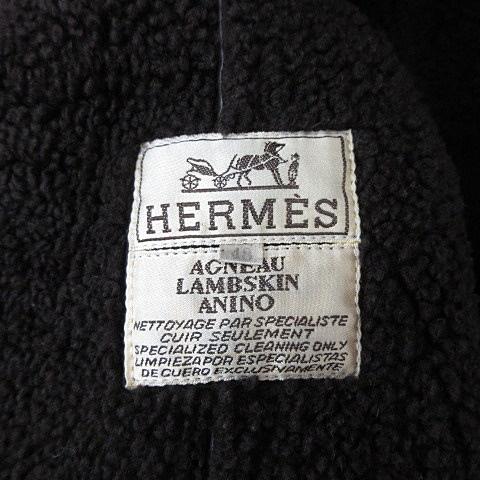 HERMÈS
AGNEAU
LAMBSKIN
ANINO
NETTOYAGE PAR SPECIALISTE
CUIR SEULEMENT
SPECIALIZED CLEANING ONLY
LIMPIEZA POR ESPECIALISTAS
DE CUERO EXCLUSIVAMENTE